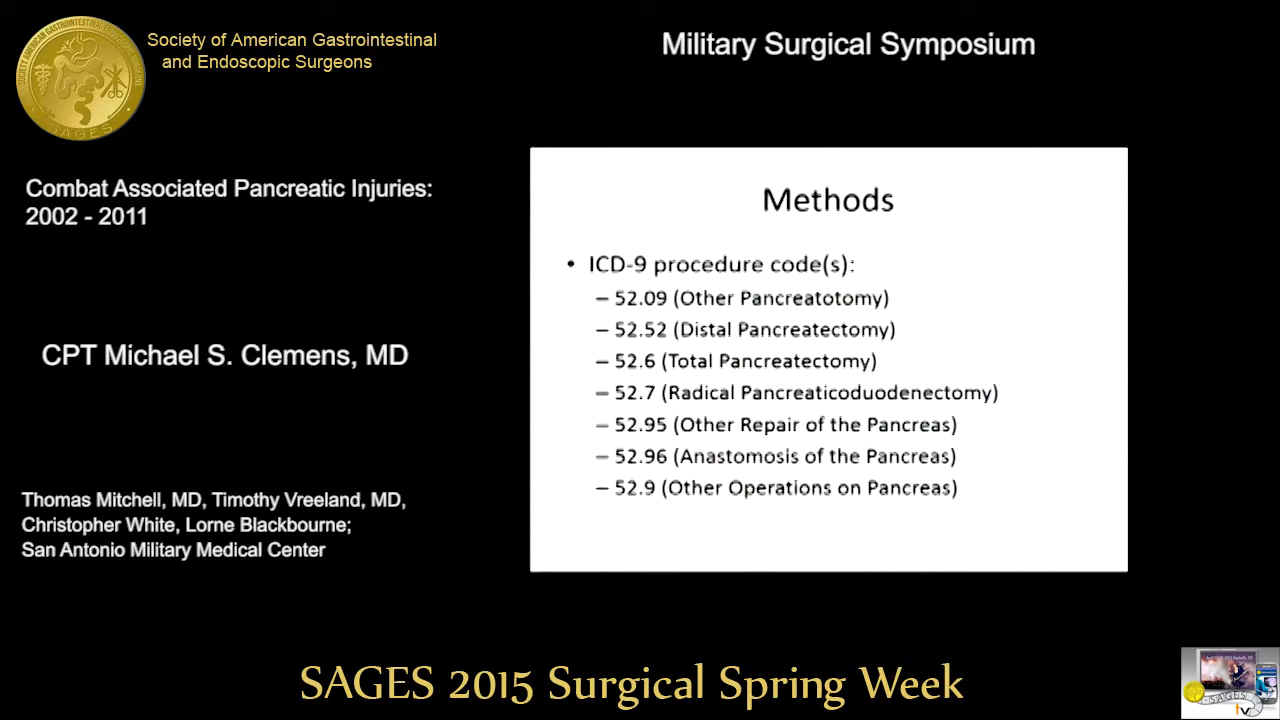 Society of American Gastrointestinal
and Endoscopic Surgeons
Military Surgical Symposium
SAGES
Combat Associated Pancreatic Injuries:
2002 - 2011
CPT Michael S. Clemens, MD
Thomas Mitchell, MD, Timothy Vreeland, MD,
Christopher White, Lorne Blackbourne;
San Antonio Military Medical Center
Methods
• ICD-9 procedure code(s):
– 52.09 (Other Pancreatotomy)
– 52.52 (Distal Pancreatectomy)
– 52.6 (Total Pancreatectomy)
– 52.7 (Radical Pancreaticoduodenectomy)
– 52.95 (Other Repair of the Pancreas)
– 52.96 (Anastomosis of the Pancreas)
– 52.9 (Other Operations on Pancreas)
SAGES 2015 Surgical Spring Week
SAGES
tv